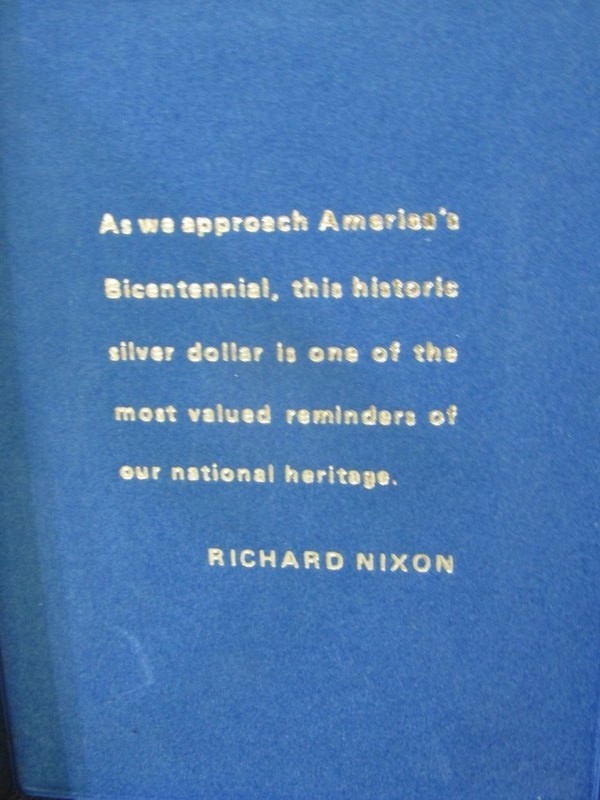 As we approach America's
Bicentennial, this historic
silver dollar is one of the
most valued reminders of
our national heritage.
RICHARD NIXON